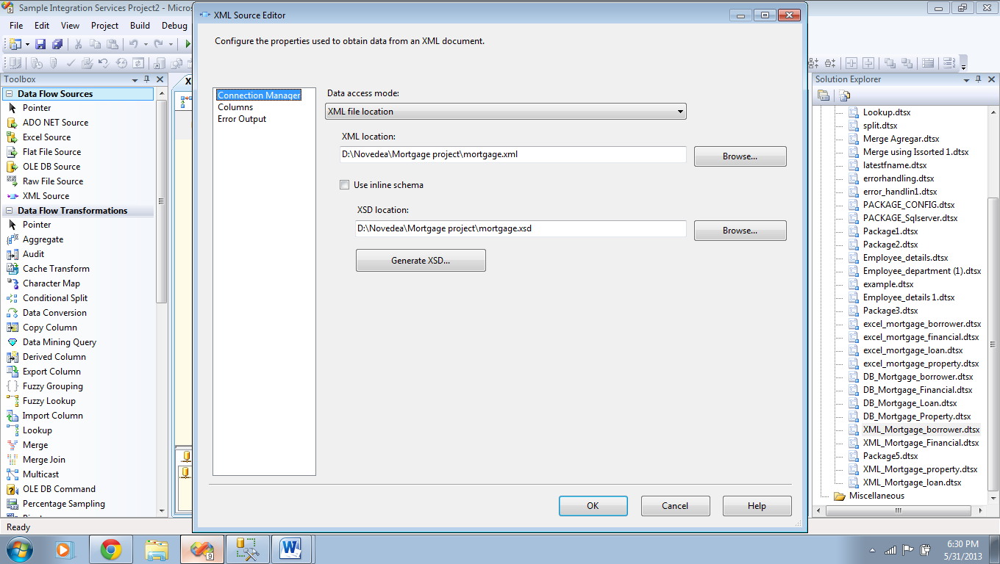 Sample Integration Services Project2 - Micros
XML Source Editor
File Edit View Project Build Debug
Configure the properties used to obtain data from an XML document.
Toolbox
Data Flow Sources
Pointer
ADO NET Source
Excel Source
Flat File Source
OLE DB Source
Raw File Source
XML Source
Data Flow Transformations
Pointer
Aggregate
Audit
Cache Transform
Character Map
Conditional Split
Data Conversion
Copy Column
Data Mining Query
Derived Column
Export Column
Fuzzy Grouping
Fuzzy Lookup
Import Column
Lookup
Merge
Merge Join
Multicast
OLE DB Command
Percentage Sampling
X
Connection Manager
Columns
Error Output
Data access mode:
XML file location
XML location:
D:\Novedea\Mortgage project\mortgage.xml
Browse...
Use inline schema
XSD location:
D:\Novedea\Mortgage project\mortgage.xsd
Browse...
Generate XSD...
OK Cancel Help
Solution Explorer
Lookup.dtsx
split.dtsx
Merge Agregar.dtsx
Merge using Issorted 1.dtsx
latestfname.dtsx
errorhandling.dtsx
error_handlin1.dtsx
PACKAGE_CONFIG.dtsx
PACKAGE_Sqlserver.dtsx
Package1.dtsx
Package2.dtsx
Employee_details.dtsx
Employee_department (1).dtsx
example.dtsx
Employee_details 1.dtsx
Package3.dtsx
excel_mortgage_borrower.dtsx
excel_mortgage_financial.dtsx
excel_mortgage_loan.dtsx
excel_mortgage_property.dtsx
DB_Mortgage_borrower.dtsx
DB_Mortgage_Financial.dtsx
DB_Mortgage_Loan.dtsx
DB_Mortgage_Property.dtsx
XML_Mortgage_borrower.dtsx
XML_Mortgage_Financial.dtsx
Package5.dtsx
XML_Mortgage_property.dtsx
XML_Mortgage_loan.dtsx
Miscellaneous
Ready
9
6:30 PM
5/31/2013